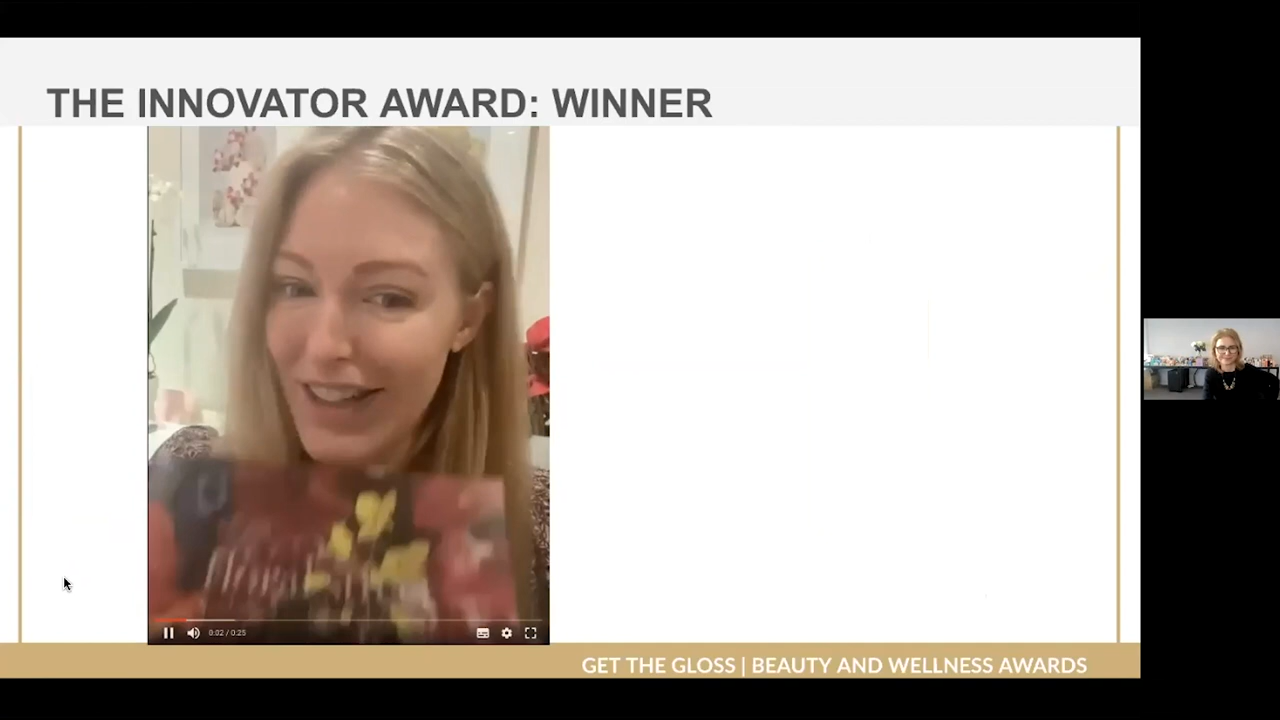 THE INNOVATOR AWARD: WINNER
0:02 / 0:25
GET THE GLOSS | BEAUTY AND WELLNESS AWARDS